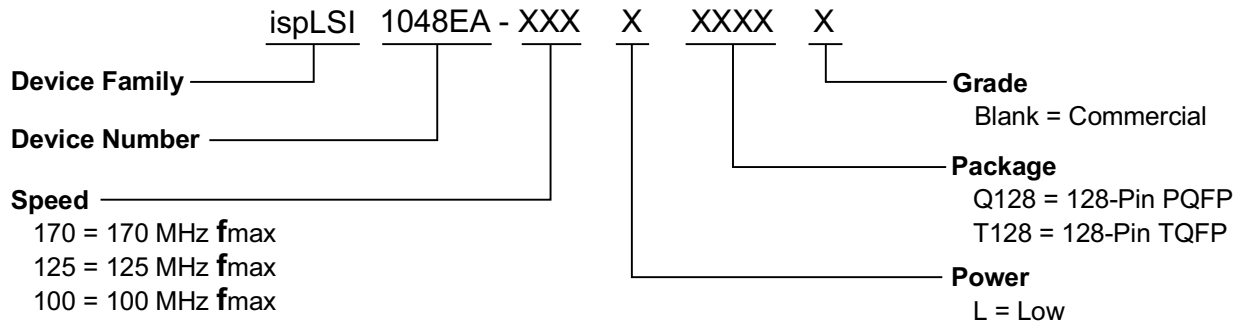 ispLSI 1048EA - XXX X XXXX X
Device Family
Device Number
Speed
170 = 170 MHz fmax
125 = 125 MHz fmax
100 = 100 MHz fmax
Grade
Blank = Commercial
Package
Q128 = 128-Pin PQFP
T128 = 128-Pin TQFP
Power
L = Low